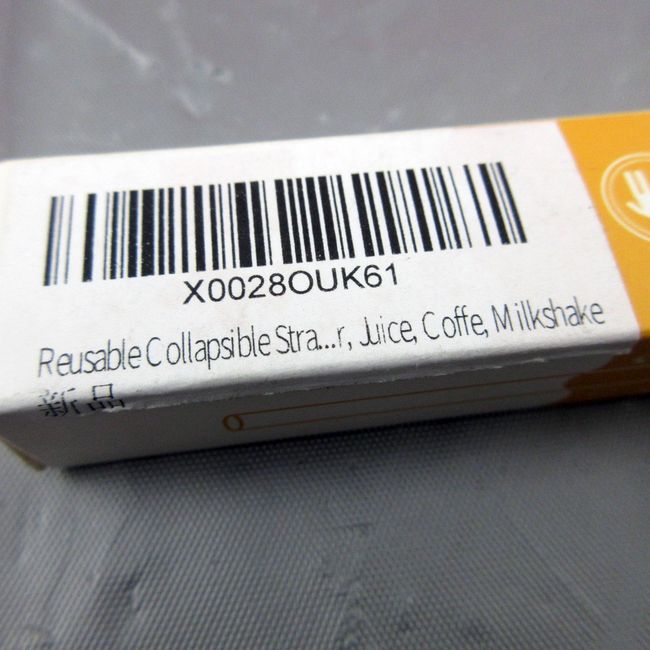 X0028OUK61
Reusable Collapsible Stra...r, Juice, Coffe, Milkshake
新品